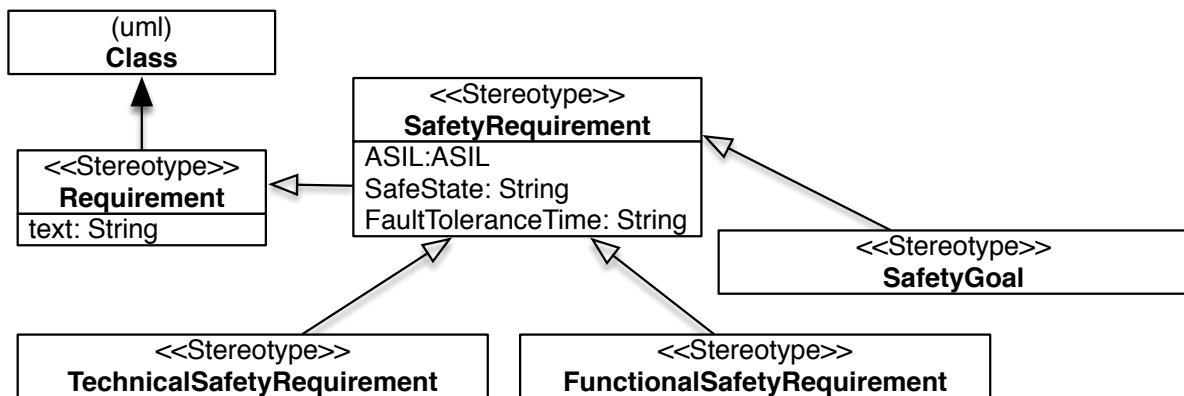 (uml)
Class
<<Stereotype>>
Requirement
text: String
<<Stereotype>>
SafetyRequirement
ASIL:ASIL
SafeState: String
FaultToleranceTime: String
<<Stereotype>>
SafetyGoal
<<Stereotype>>
TechnicalSafetyRequirement
<<Stereotype>>
FunctionalSafetyRequirement